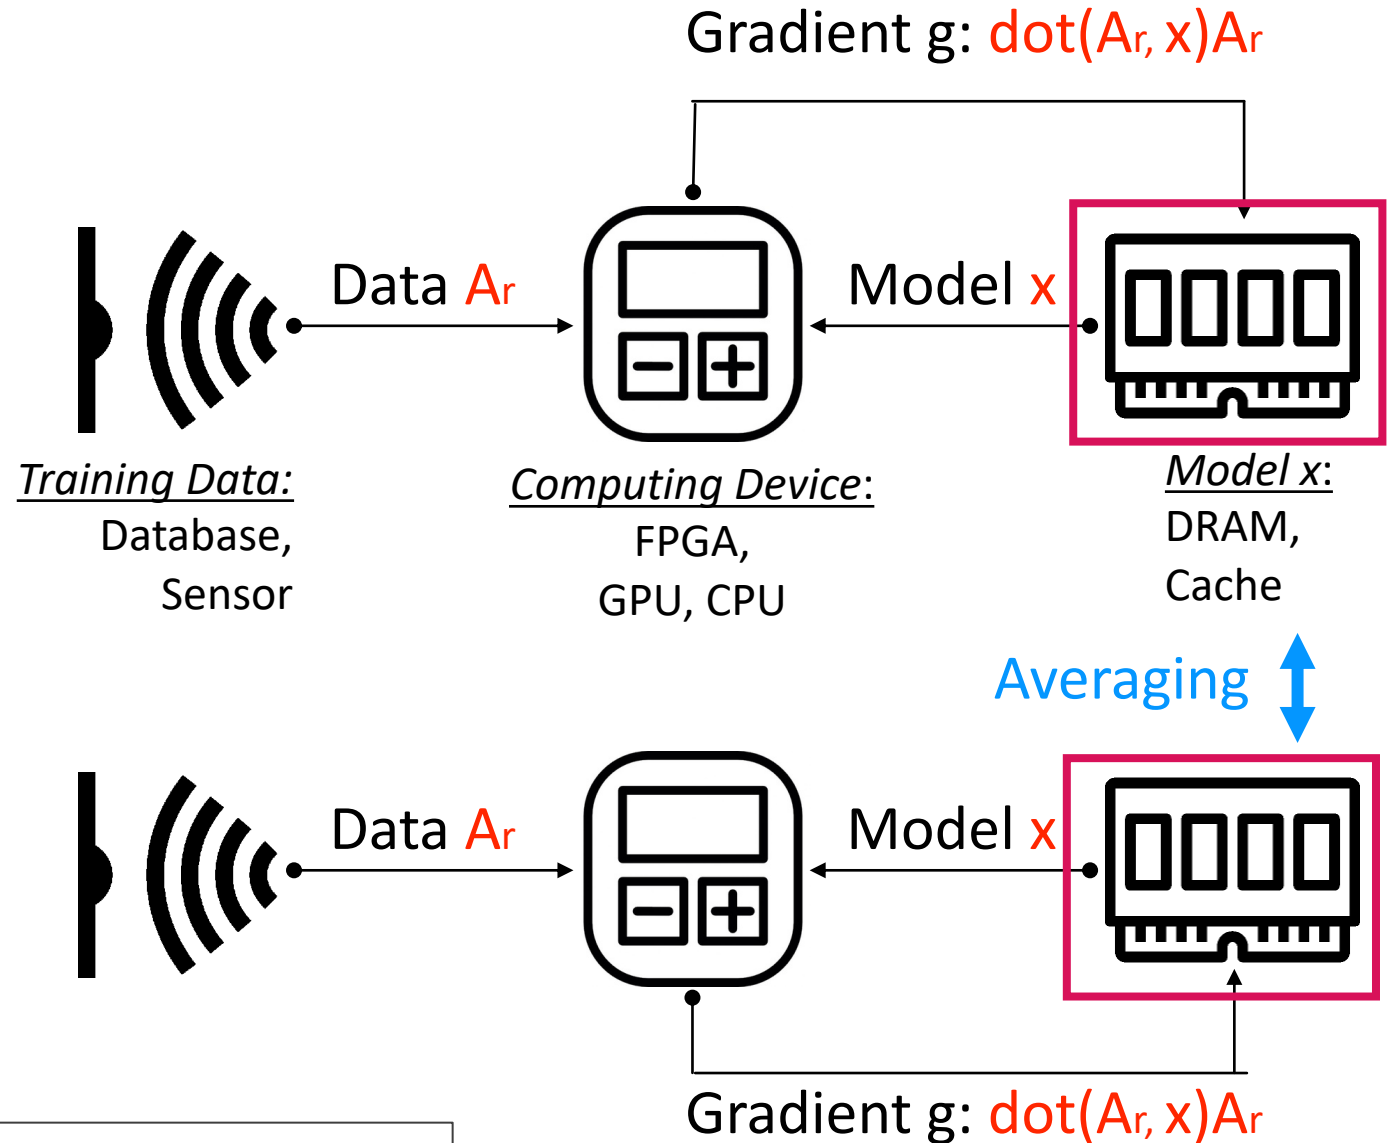 Gradient g: dot(Ar, x)Ar
Data Ar
Model x
Training Data:
Database,
Sensor
Computing Device:
FPGA,
GPU, CPU
Model x:
DRAM,
Cache
Averaging
Data Ar
Model x
Gradient g: dot(Ar, x)Ar